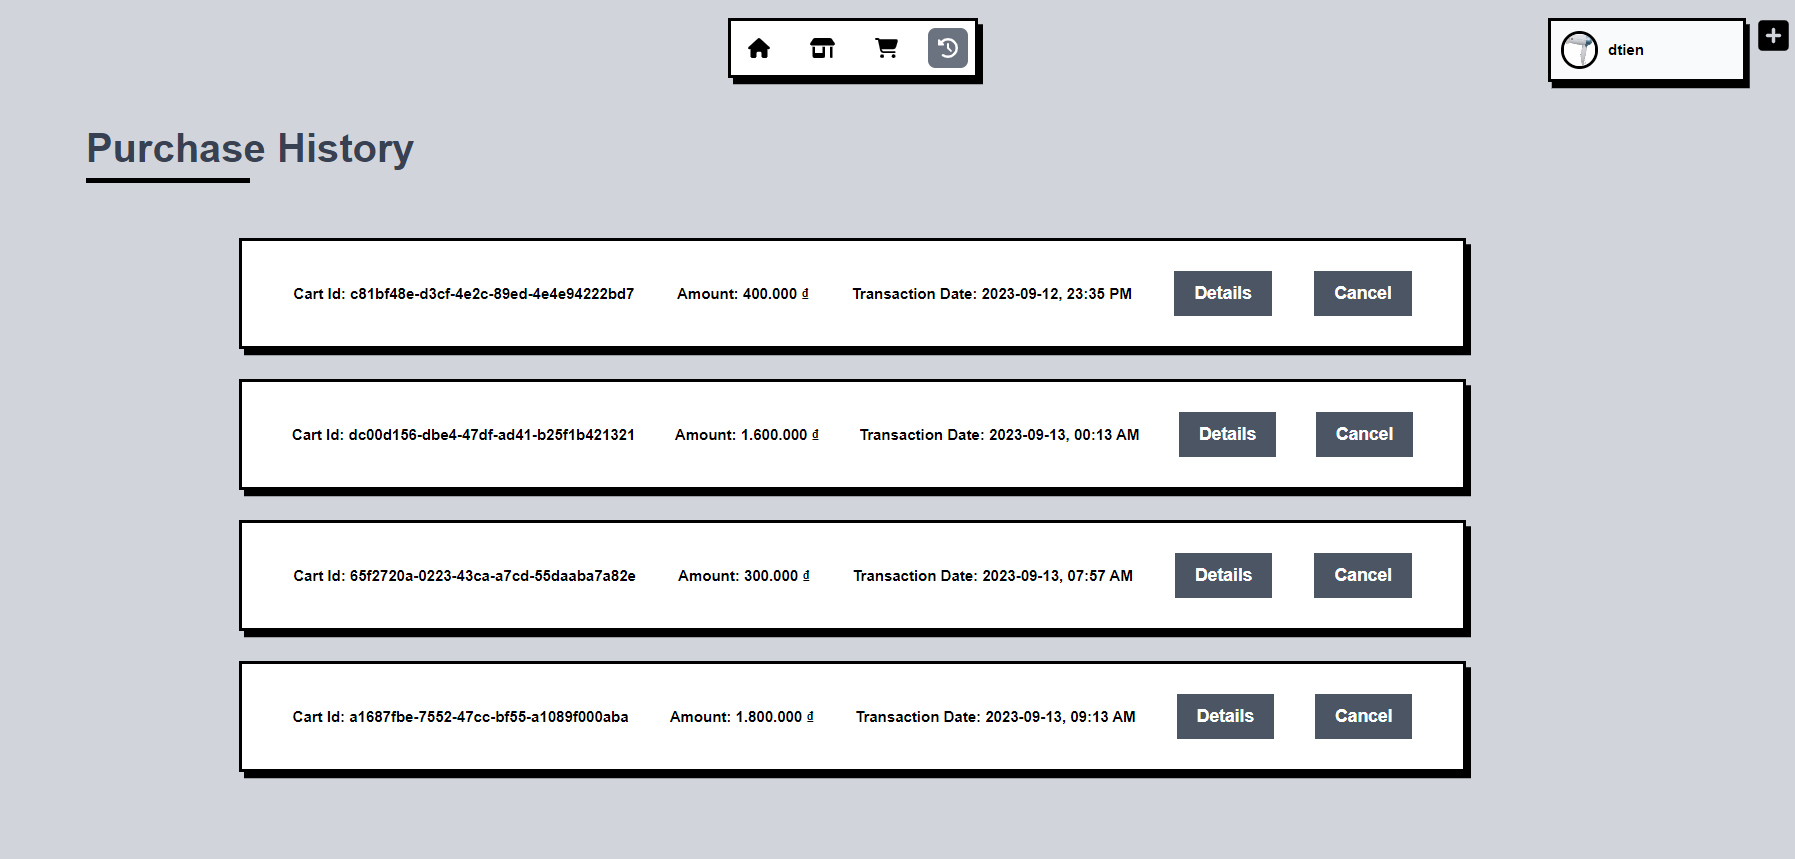 dtien
Purchase History
Cart Id: c81bf48e-d3cf-4e2c-89ed-4e4e94222bd7 Amount: 400.000 ₫ Transaction Date: 2023-09-12, 23:35 PM Details Cancel
Cart Id: dc00d156-dbe4-47df-ad41-b25f1b421321 Amount: 1.600.000 ₫ Transaction Date: 2023-09-13, 00:13 AM Details Cancel
Cart Id: 65f2720a-0223-43ca-a7cd-55daaba7a82e Amount: 300.000 ₫ Transaction Date: 2023-09-13, 07:57 AM Details Cancel
Cart Id: a1687fbe-7552-47cc-bf55-a1089f000aba Amount: 1.800.000 ₫ Transaction Date: 2023-09-13, 09:13 AM Details Cancel